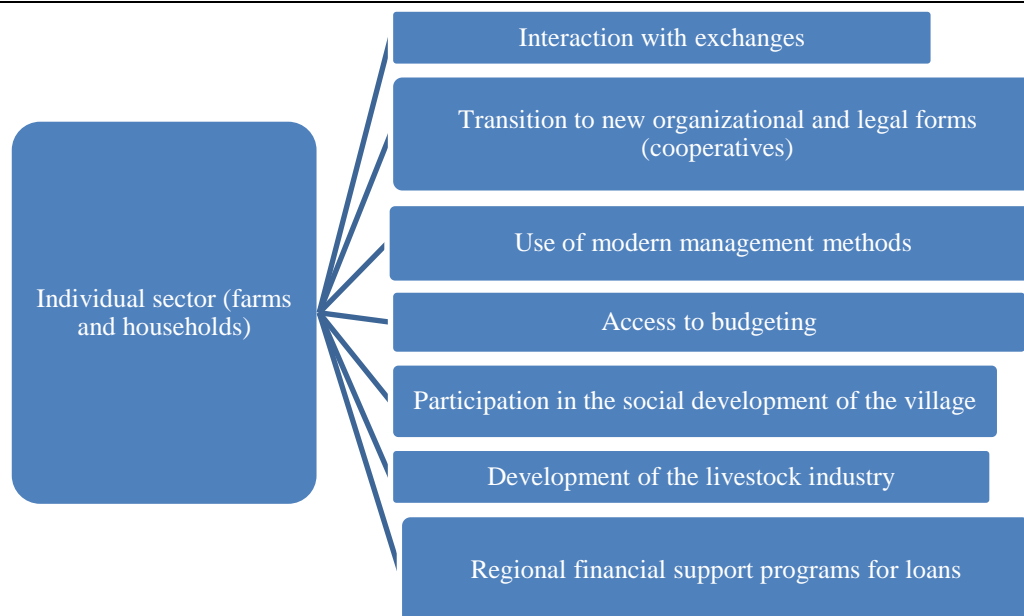 Individual sector (farms
and households)
Interaction with exchanges
Transition to new organizational and legal forms
(cooperatives)
Use of modern management methods
Access to budgeting
Participation in the social development of the village
Development of the livestock industry
Regional financial support programs for loans